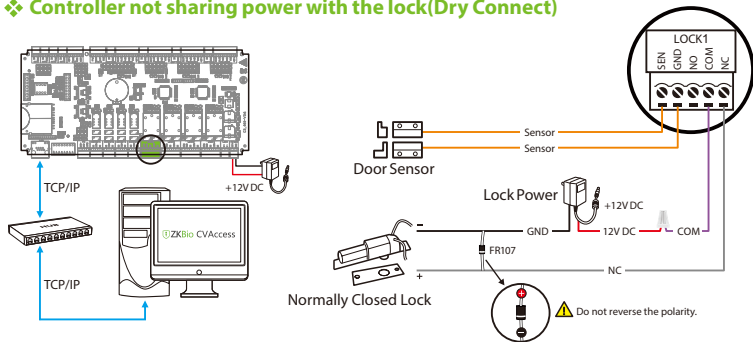 ❖ Controller not sharing power with the lock(Dry Connect)
LOCK1
SEN
GND
NO
COM
NC
Sensor
Sensor
Door Sensor
+12V DC
TCP/IP
Lock Power
+12V DC
HUB
ZKBio CVAccess
GND
12V DC
COM
FR107
TCP/IP
+
NC
Normally Closed Lock
Do not reverse the polarity.